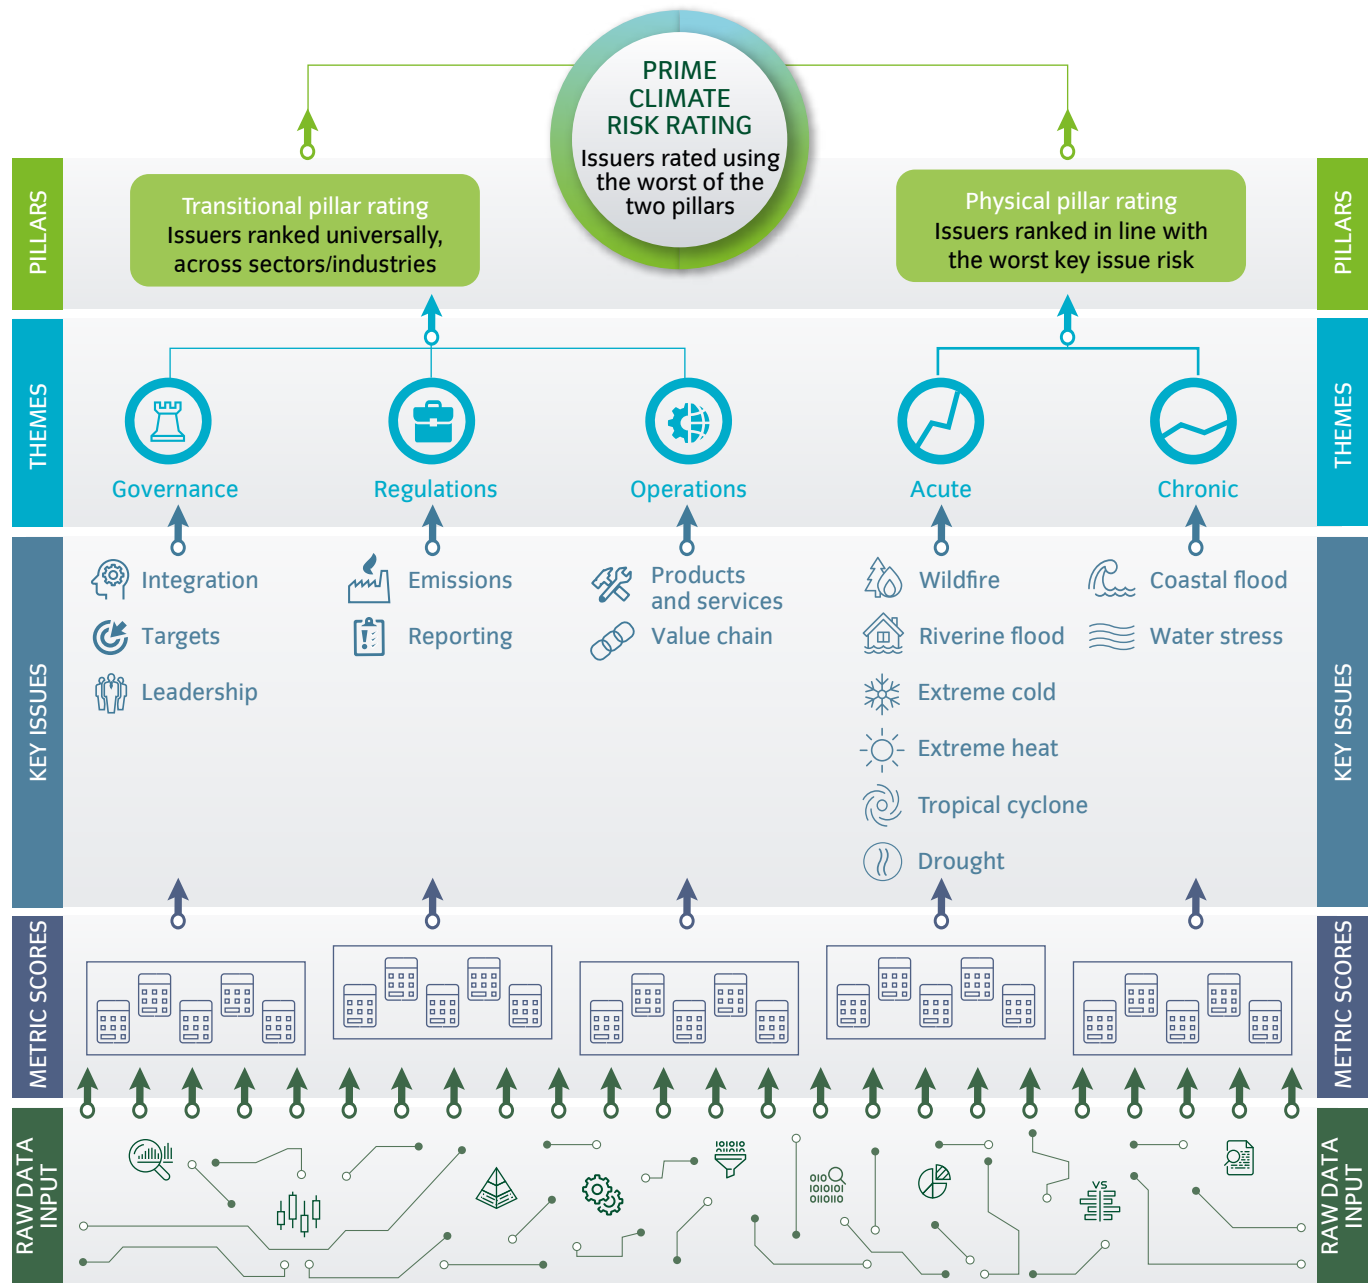 PRIME
CLIMATE
RISK RATING
Issuers rated using
the worst of the
two pillars
PILLARS
Transitional pillar rating
Issuers ranked universally,
across sectors/industries
Physical pillar rating
Issuers ranked in line with
the worst key issue risk
PILLARS
THEMES
Governance
Regulations
Operations
Acute
Chronic
THEMES
KEY ISSUES
Integration
Targets
Leadership
Emissions
Reporting
Products
and services
Value chain
Wildfire
Riverine flood
Extreme cold
Extreme heat
Tropical cyclone
Drought
Coastal flood
Water stress
KEY ISSUES
METRIC SCORES
METRIC SCORES
RAW DATA
INPUT
010
1010101
0110110
VS
RAW DATA
INPUT